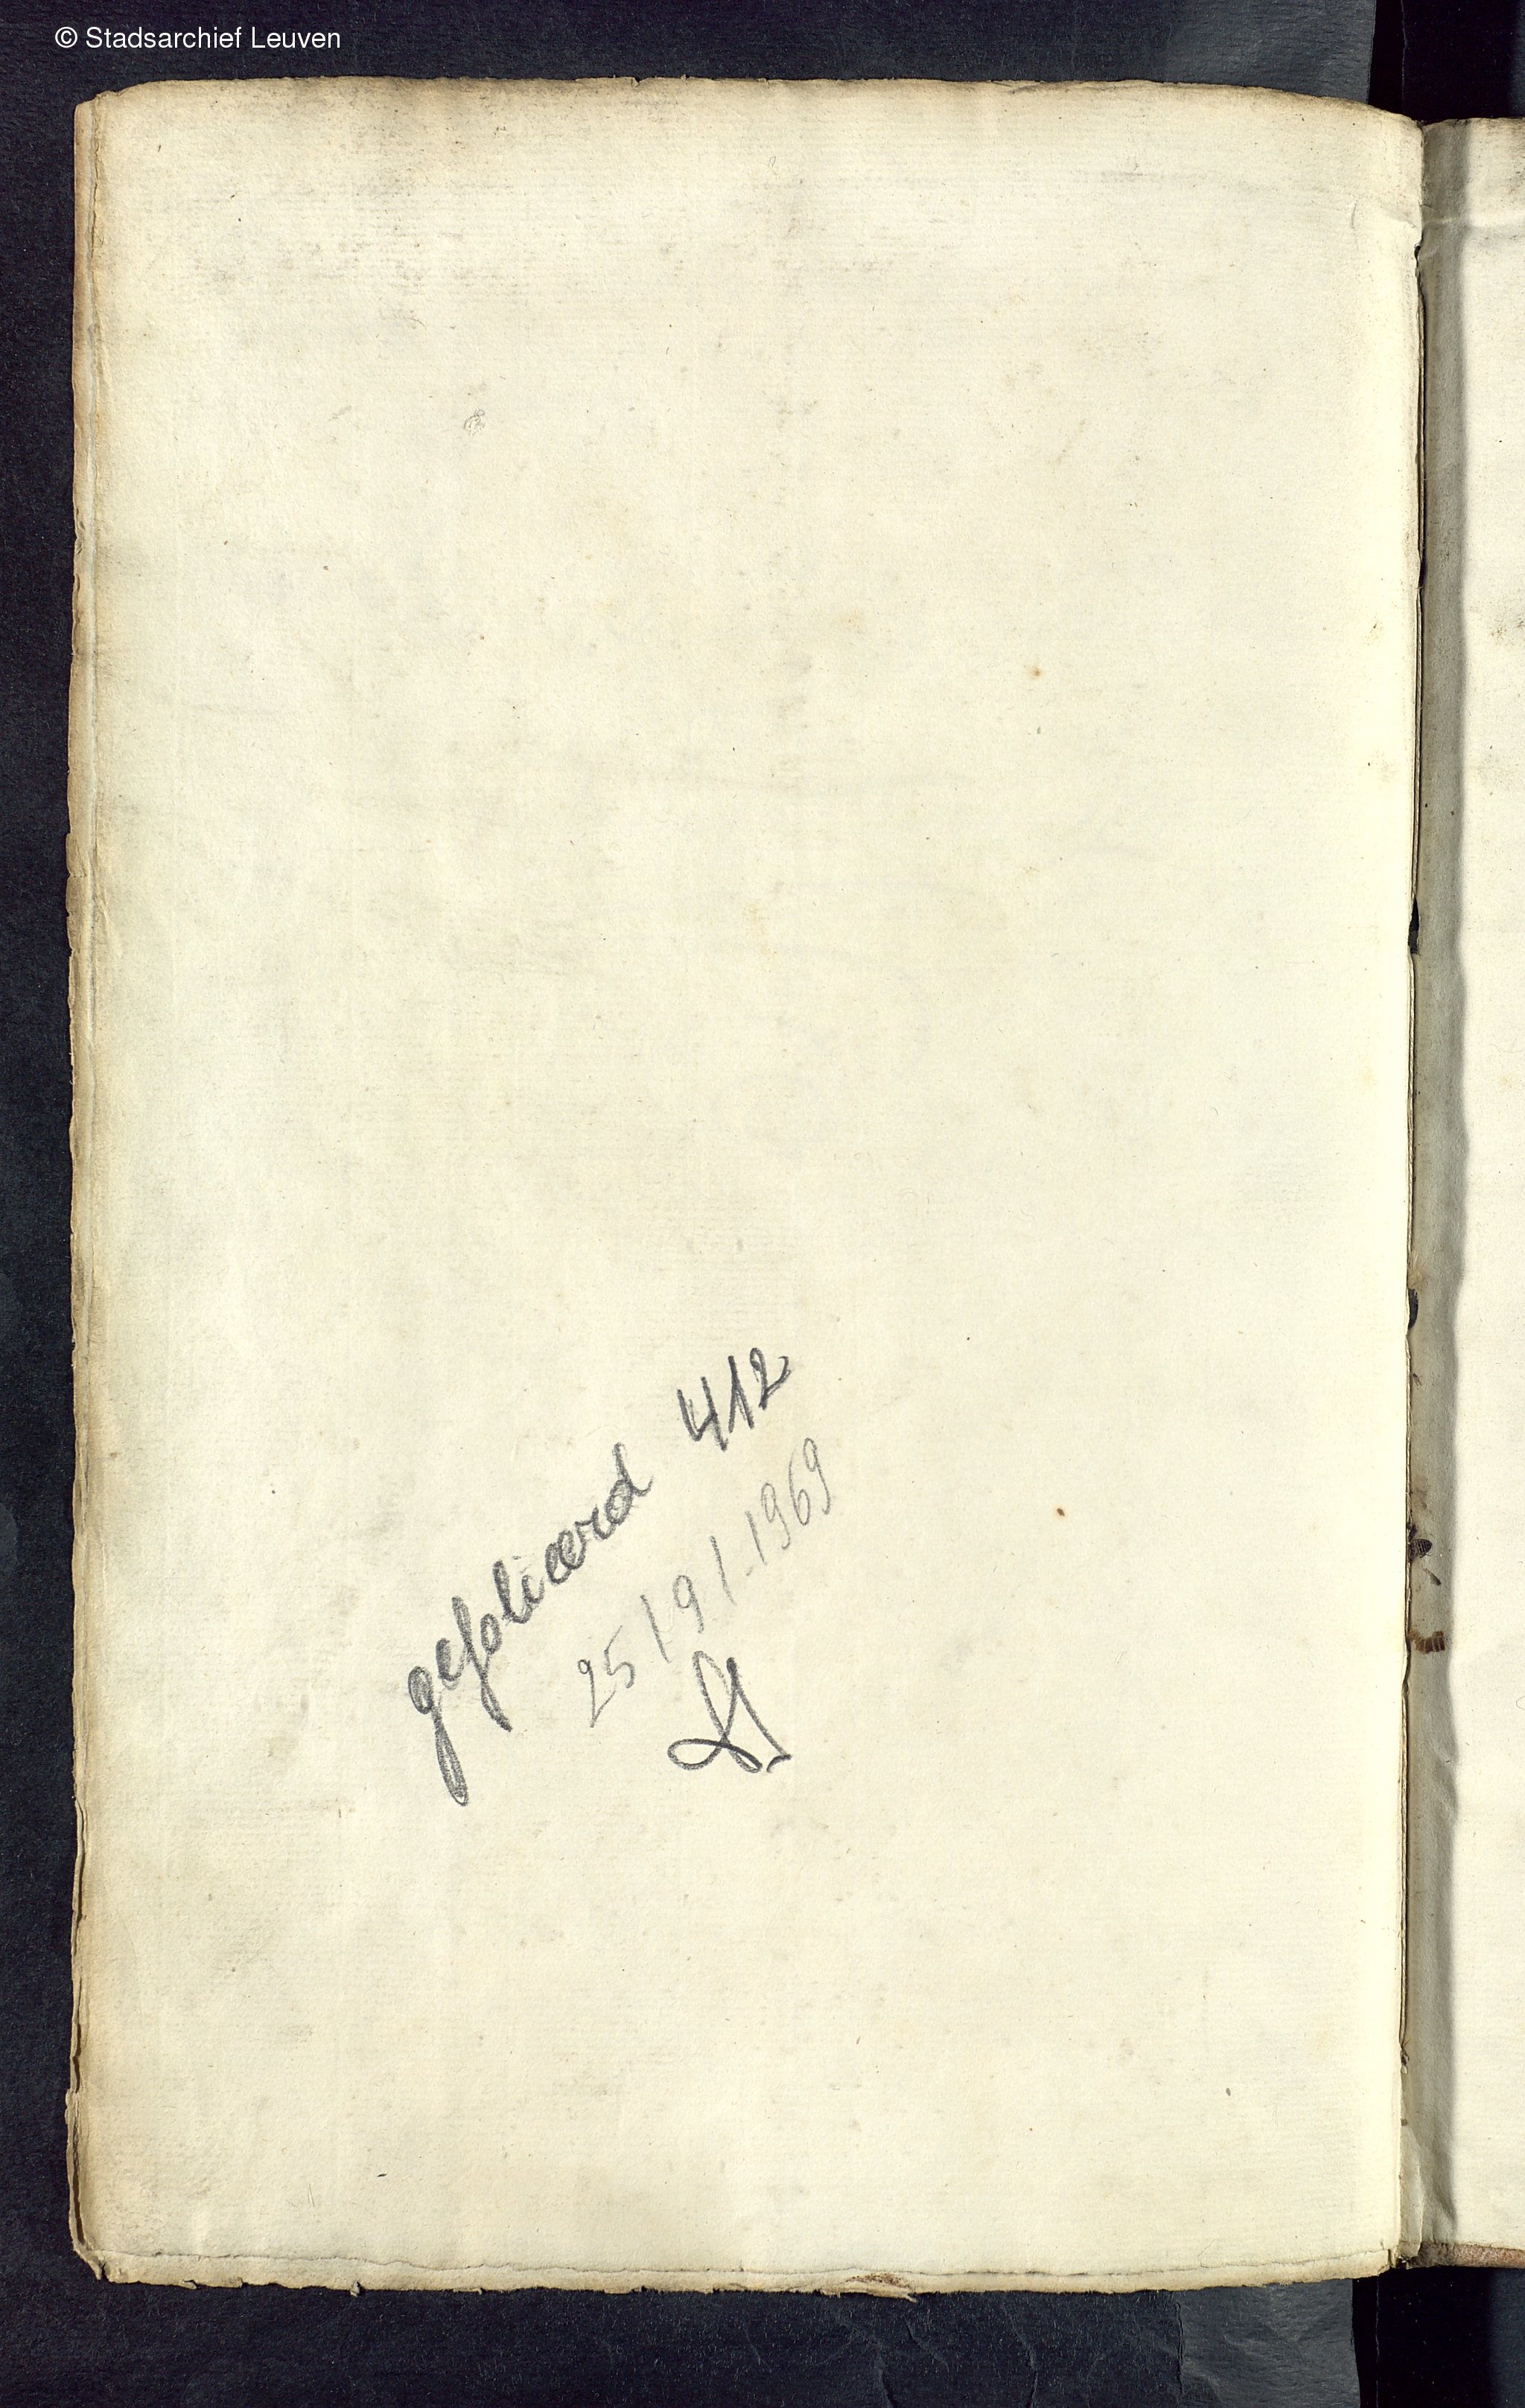 © Stadsarchief Leuven
gefolieerd 412
25/9/-1969